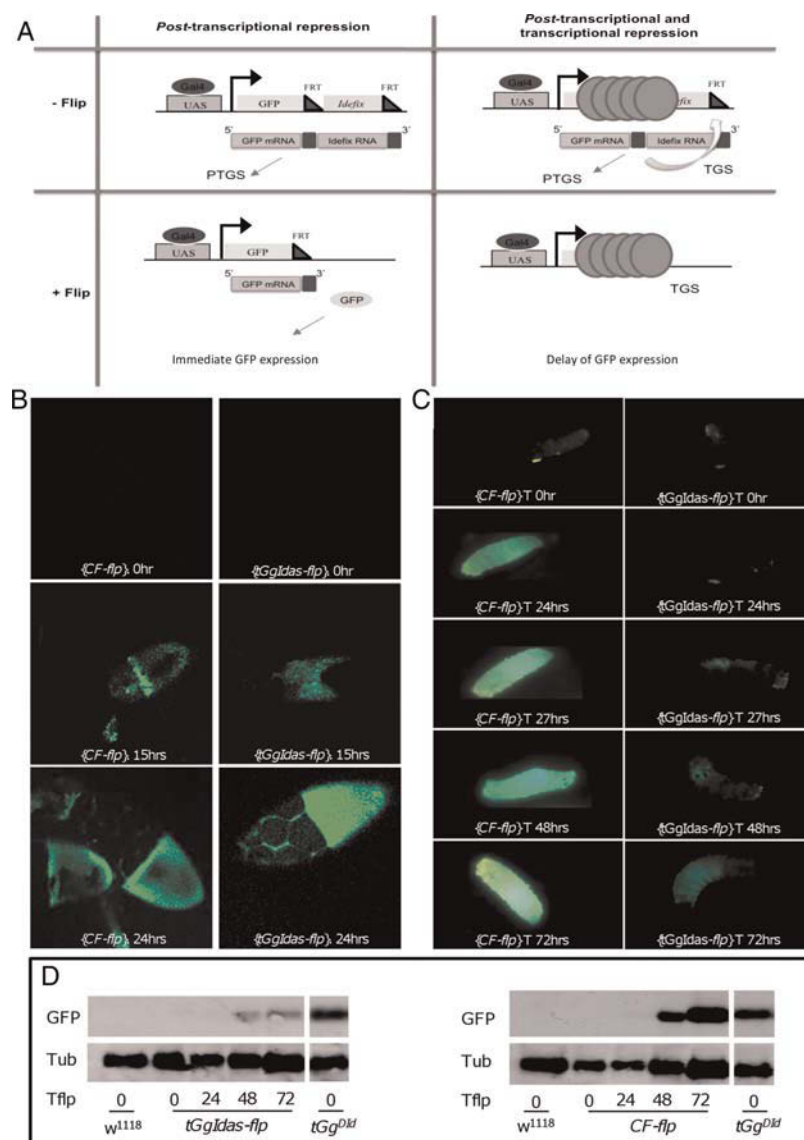 A
Post-transcriptional repression
Post-transcriptional and
transcriptional repression
- Flip
Gal4
UAS
GFP
FRT
Idefix
FRT
5'
3'
GFP mRNA
Idefix RNA
PTGS
Gal4
UAS
efix
FRT
5'
3'
GFP mRNA
Idefix RNA
PTGS
TGS
+ Flip
Gal4
UAS
GFP
FRT
5'
3'
GFP mRNA
GFP
Immediate GFP expression
Gal4
UAS
TGS
Delay of GFP expression
B
{CF-flp}. 0hr
{tGgIdas-flp}. 0hr
{CF-flp}. 15hrs
{tGgIdas-flp}. 15hrs
{CF-flp}. 24hrs
{tGgIdas-flp}. 24hrs
C
{CF-flp}T 0hr
{tGgIdas-flp}T 0hr
{CF-flp}T 24hrs
{tGgIdas-flp}T 24hrs
{CF-flp}T 27hrs
{tGgIdas-flp}T 27hrs
{CF-flp}T 48hrs
{tGgIdas-flp}T 48hrs
{CF-flp}T 72hrs
{tGgIdas-flp}T 72hrs
D
GFP
Tub
Tflp 0 0 24 48 72 0
w1118 tGgIdas-flp tGgDId
GFP
Tub
Tflp 0 0 24 48 72 0
w1118 CF-flp tGgDId